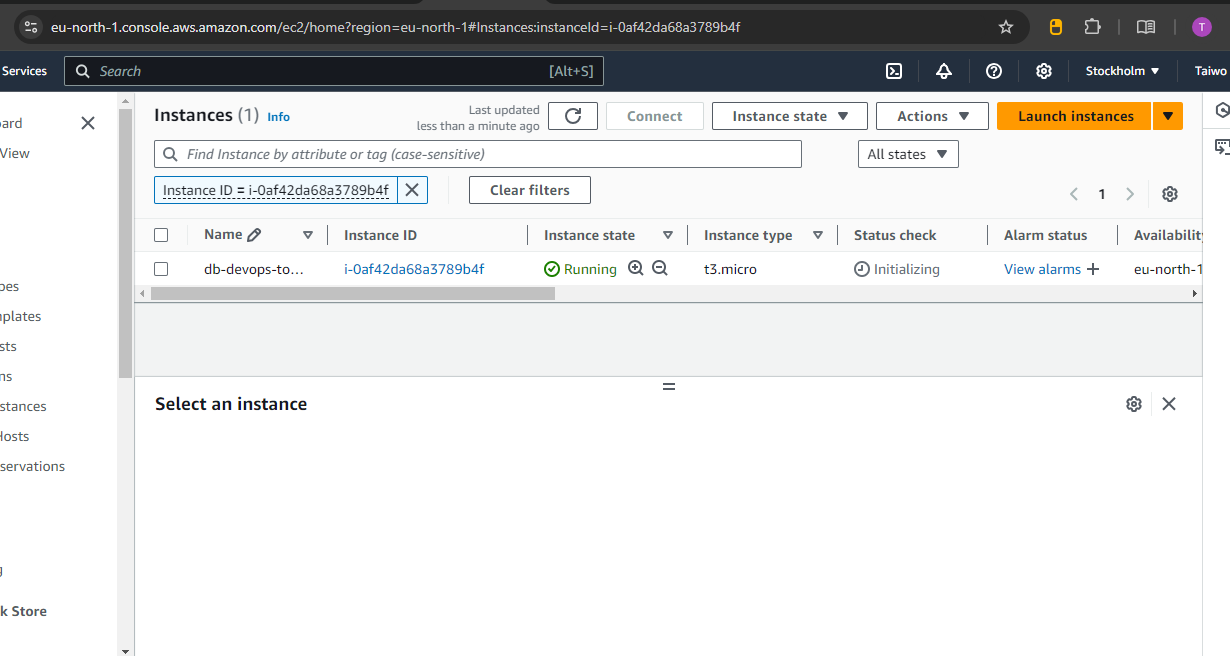 eu-north-1.console.aws.amazon.com/ec2/home?region=eu-north-1#Instances:instanceId=i-0af42da68a3789b4f
T
Services
Search
[Alt+S]
Stockholm
Taiwo
ard
View
pes
plates
sts
ns
stances
Hosts
servations
g
k Store
Instances (1) Info
Last updated
less than a minute ago
Connect
Instance state
Actions
Launch instances
Find Instance by attribute or tag (case-sensitive)
All states
Instance ID = i-0af42da68a3789b4f
Clear filters
1
Name Instance ID Instance state Instance type Status check Alarm status Availability
db-devops-to... i-0af42da68a3789b4f Running t3.micro Initializing View alarms + eu-north-1
Select an instance